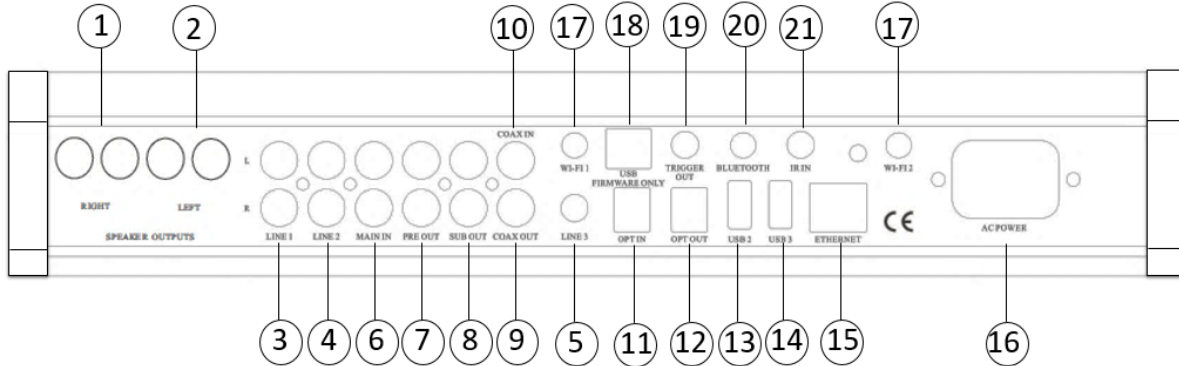 1 2 10 17 18 19 20 21 17
COAX IN
L
WI-FI 1 USB FIRMWARE ONLY TRIGGER OUT BLUETOOTH IR IN WI-FI 2
RIGHT LEFT
R
SPEAKER OUTPUTS LINE 1 LINE 2 MAIN IN PRE OUT SUB OUT COAX OUT LINE 3 OPT IN OPT OUT USB 2 USB 3 ETHERNET CE AC POWER
3 4 6 7 8 9 5 11 12 13 14 15 16